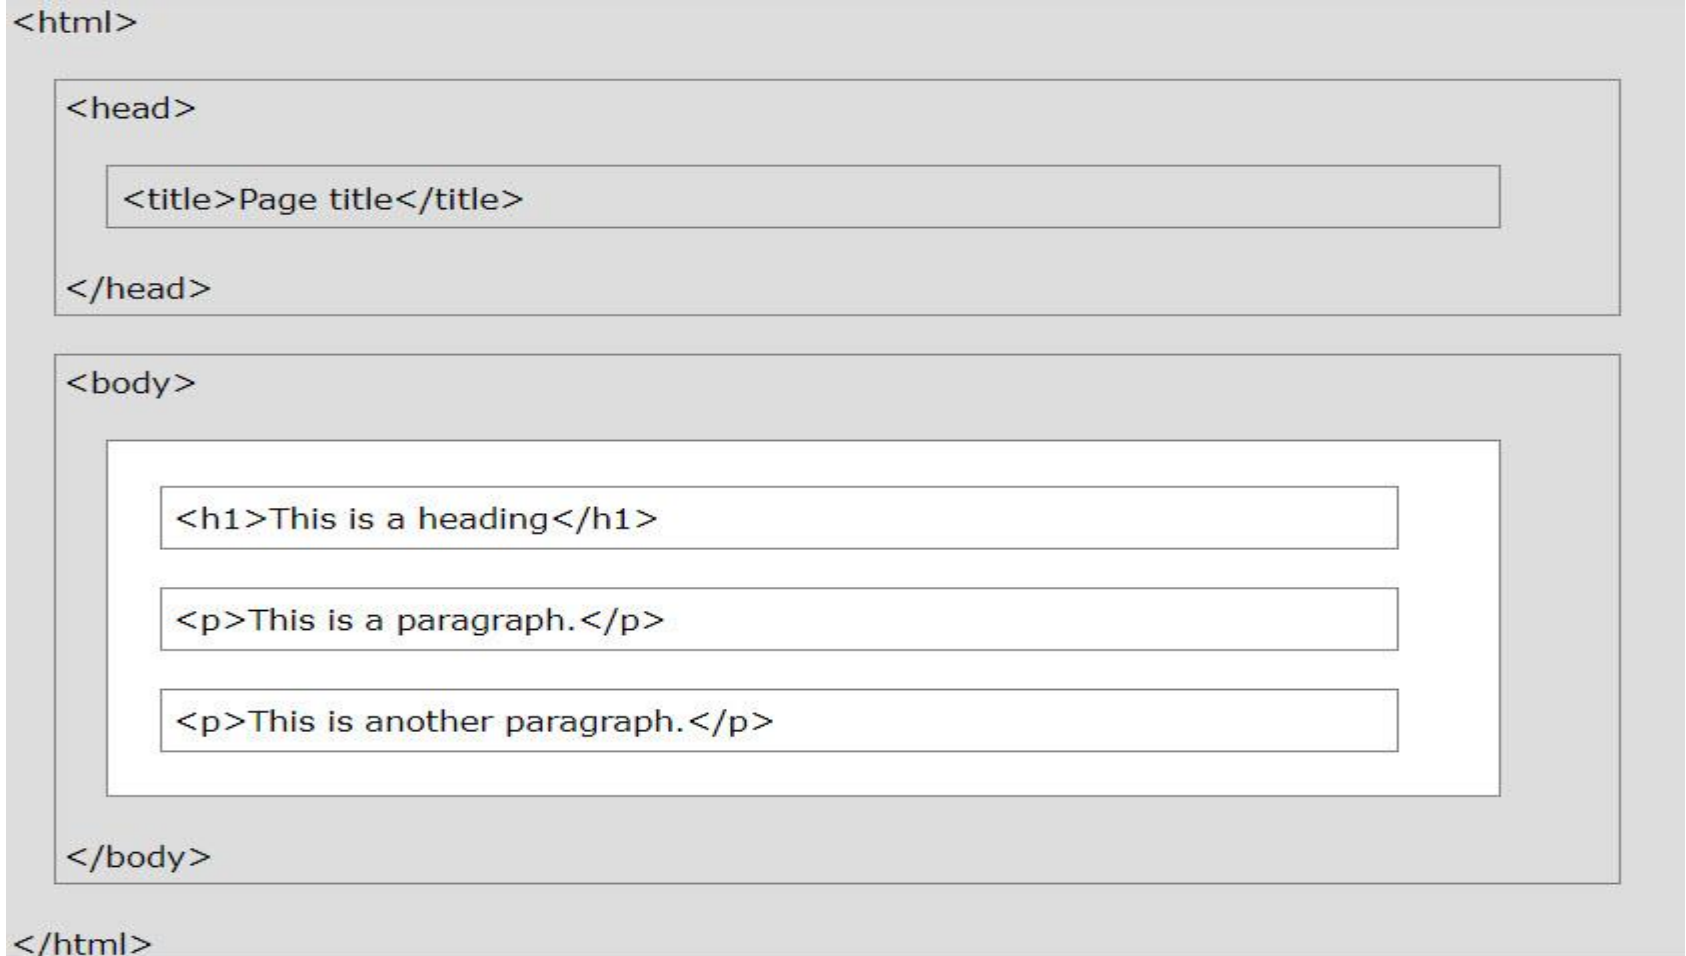 <html>
<head>
<title>Page title</title>
</head>
<body>
<h1>This is a heading</h1>
<p>This is a paragraph.</p>
<p>This is another paragraph.</p>
</body>
</html>